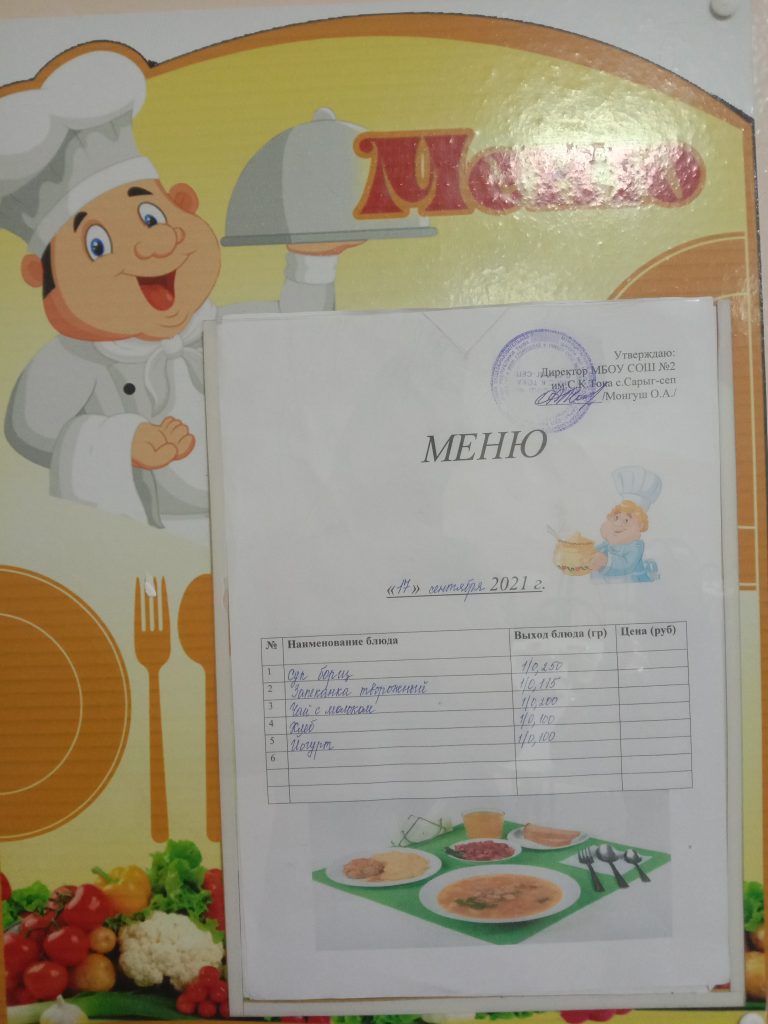 Меню
Утверждаю:
Директор МБОУ СОШ №2
им.С.К.Тока с.Сарыг-сеп
/Монгуш О.А./
МЕНЮ
«17» сентября 2021 г.
№ Наименование блюда Выход блюда (гр) Цена (руб)
1 Суп борщ 1/0,250
2 Запеканка творожный 1/0,175
3 Чай с молоком 1/0,200
4 Хлеб 1/0,100
5 Йогурт 1/0,100
6